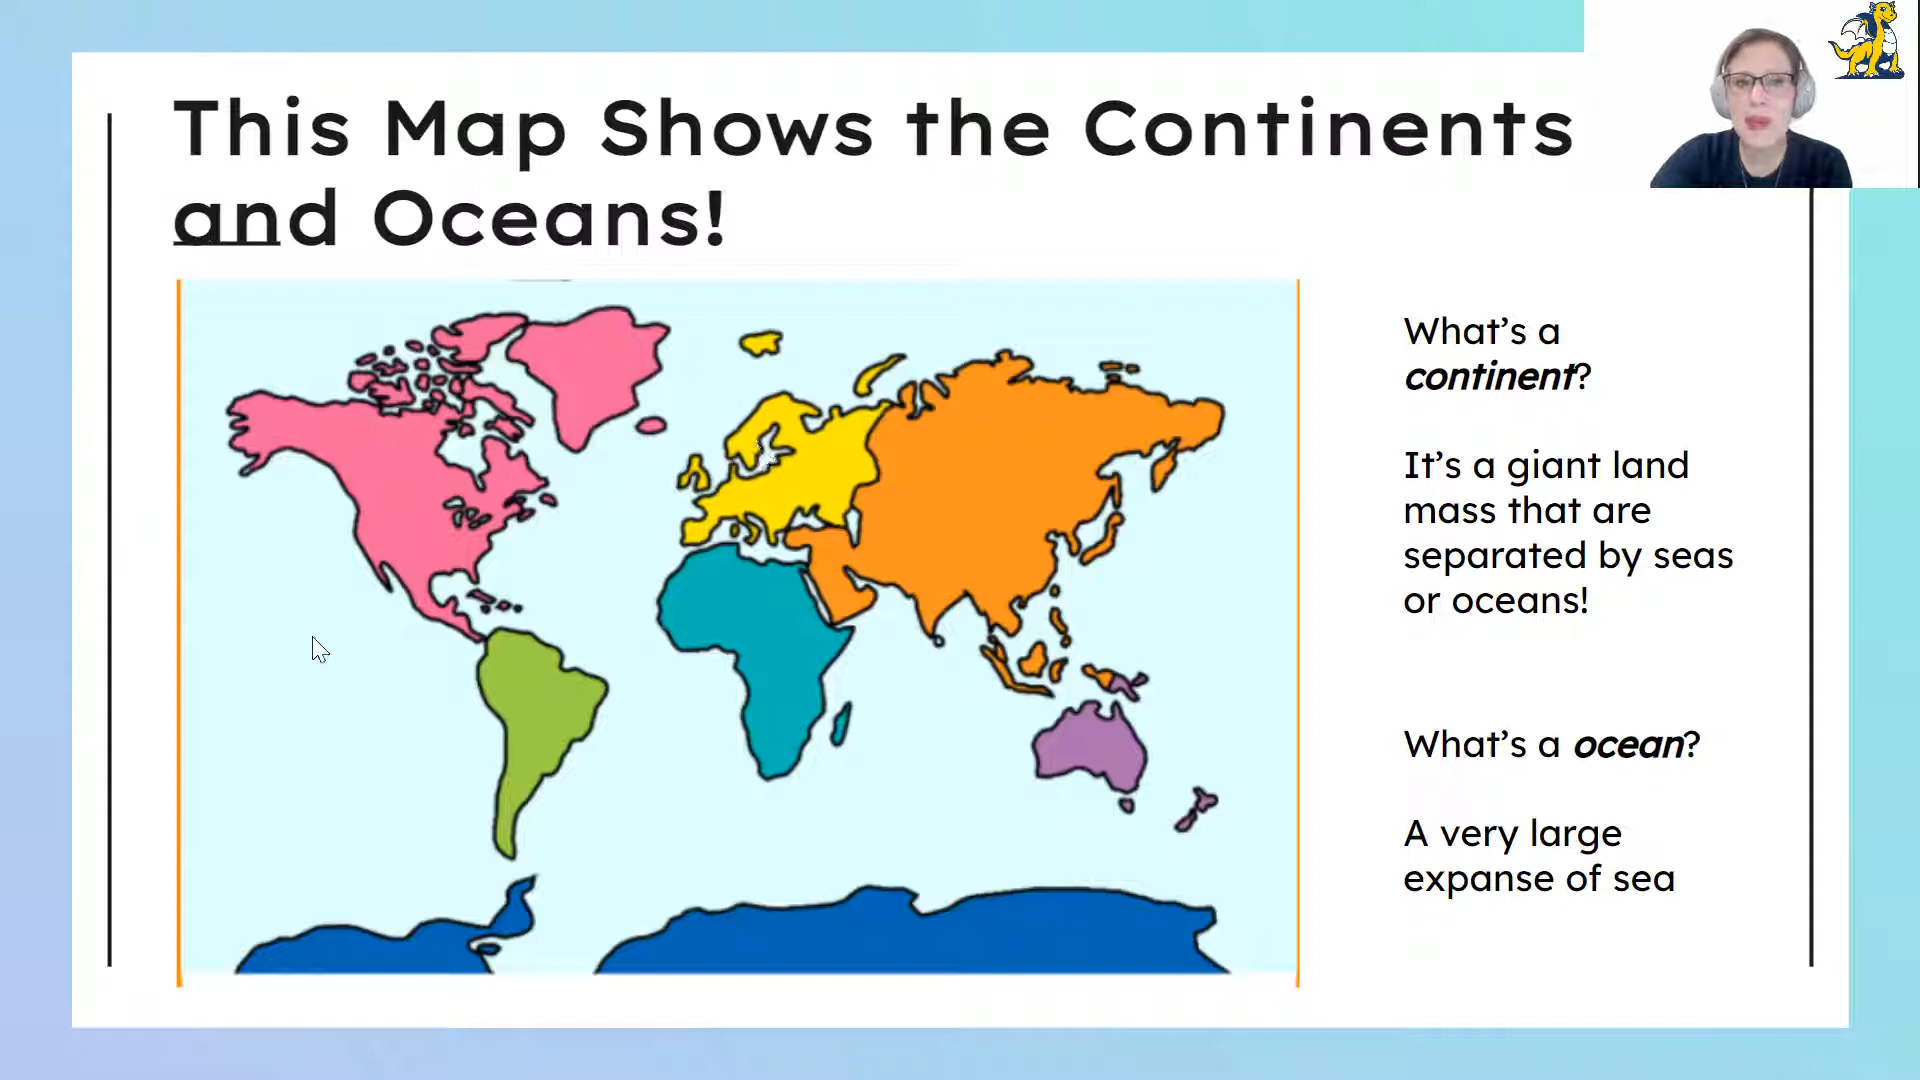 This Map Shows the Continents
and Oceans!
What's a
continent?
It's a giant land
mass that are
separated by seas
or oceans!
What's a ocean?
A very large
expanse of sea